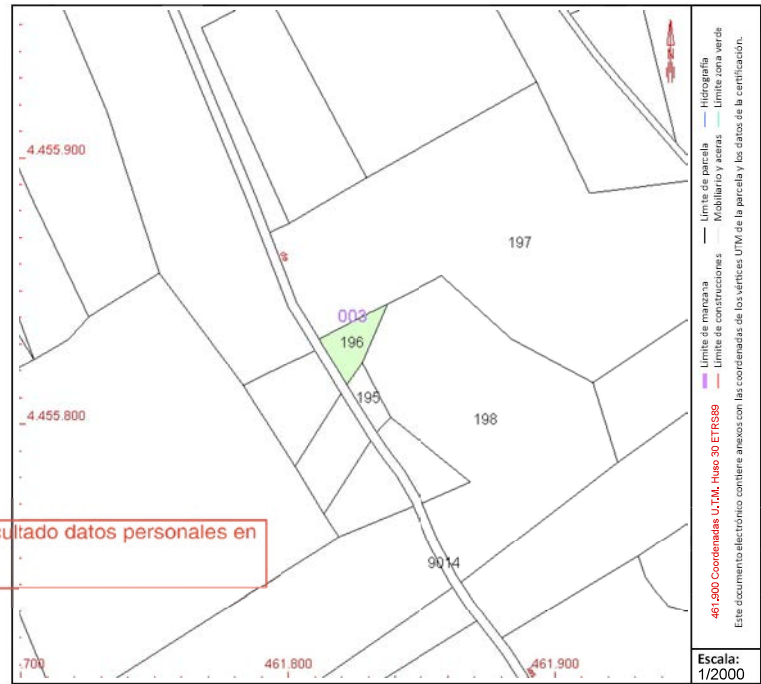 4.455.900
197
003
196
195
4.455.800
198
cultado datos personales en
9014
.700
461.800
461.900
Límite de manzana
Límite de parcela
Hidrografía
461,900 Coordenadas U.T.M. Huso 30 ETRS89
Límite de construcciones
Mobiliario y aceras
Límite zona verde
Este documento electrónico contiene anexos con las coordenadas de los vértices UTM de la parcela y los datos de la certificación.
Escala:
1/2000